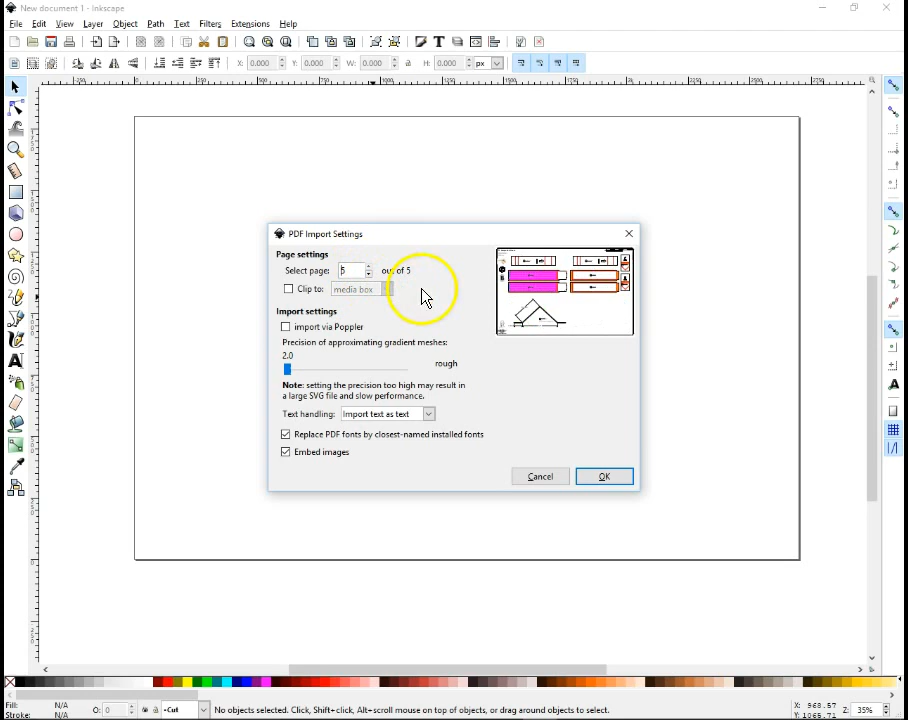 New document 1 - Inkscape
File Edit View Layer Object Path Text Filters Extensions Help
X: 0.000 Y: 0.000 W: 0.000 H: 0.000 px
PDF Import Settings
Page settings
Select page: 5 out of 5
Clip to: media box
Import settings
import via Poppler
Precision of approximating gradient meshes:
2.0
rough
Note: setting the precision too high may result in
a large SVG file and slow performance.
Text handling: Import text as text
Replace PDF fonts by closest-named installed fonts
Embed images
Cancel OK
Fill: N/A
Stroke: N/A
O: 0
•Cut
No objects selected. Click, Shift+click, Alt+scroll mouse on top of objects, or drag around objects to select.
X: 968.57
Y: 1065.71
Z: 35%